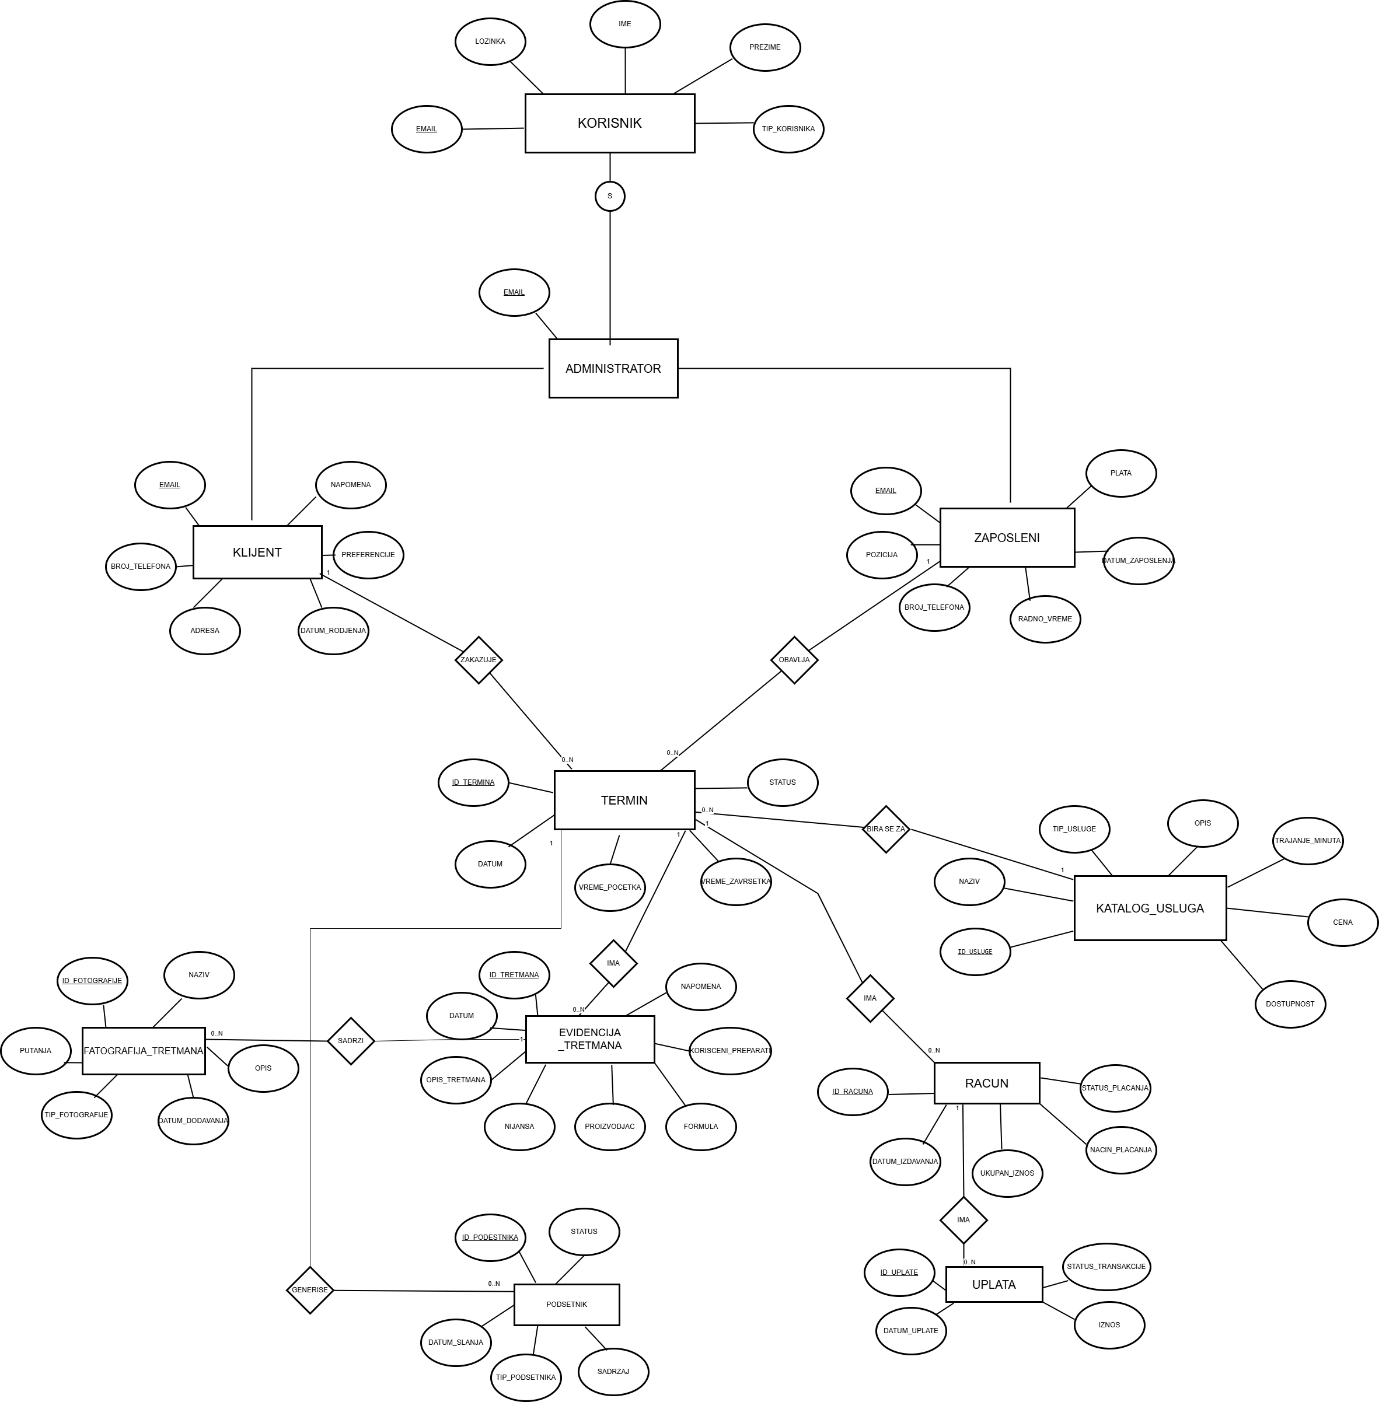 IME
LOZINKA
PREZIME
KORISNIK
EMAIL
TIP_KORISNIKA
S
EMAIL
ADMINISTRATOR
EMAIL
NAPOMENA
KLIJENT
BROJ_TELEFONA
PREFERENCIJE
ADRESA
DATUM_RODJENJA
1
PLATA
EMAIL
ZAPOSLENI
POZICIJA
DATUM_ZAPOSLENJA
1
BROJ_TELEFONA
RADNO_VREME
ZAKAZUJE
OBAVLJA
0..N
0..N
ID_TERMINA
STATUS
TERMIN
0..N
1
1
1
DATUM
VREME_POCETKA
VREME_ZAVRSETKA
BIRA SE ZA
1
TIP_USLUGE
OPIS
TRAJANJE_MINUTA
NAZIV
KATALOG_USLUGA
CENA
ID_USLUGE
DOSTUPNOST
IMA
IMA
ID_FOTOGRAFIJE
NAZIV
PUTANJA
FATOGRAFIJA_TRETMANA
0..N
OPIS
TIP_FOTOGRAFIJE
DATUM_DODAVANJA
SADRZI
ID_TRETMANA
NAPOMENA
0..N
DATUM
EVIDENCIJA
_TRETMANA
1
KORISCENI_PREPARATI
OPIS_TRETMANA
NIJANSA
PROIZVODJAC
FORMULA
0..N
RACUN
ID_RACUNA
STATUS_PLACANJA
1
DATUM_IZDAVANJA
UKUPAN_IZNOS
NACIN_PLACANJA
IMA
0..N
ID_UPLATE
STATUS_TRANSAKCIJE
UPLATA
DATUM_UPLATE
IZNOS
GENERISE
0..N
ID_PODESTNIKA
STATUS
PODSETNIK
DATUM_SLANJA
TIP_PODSETNIKA
SADRZAJ